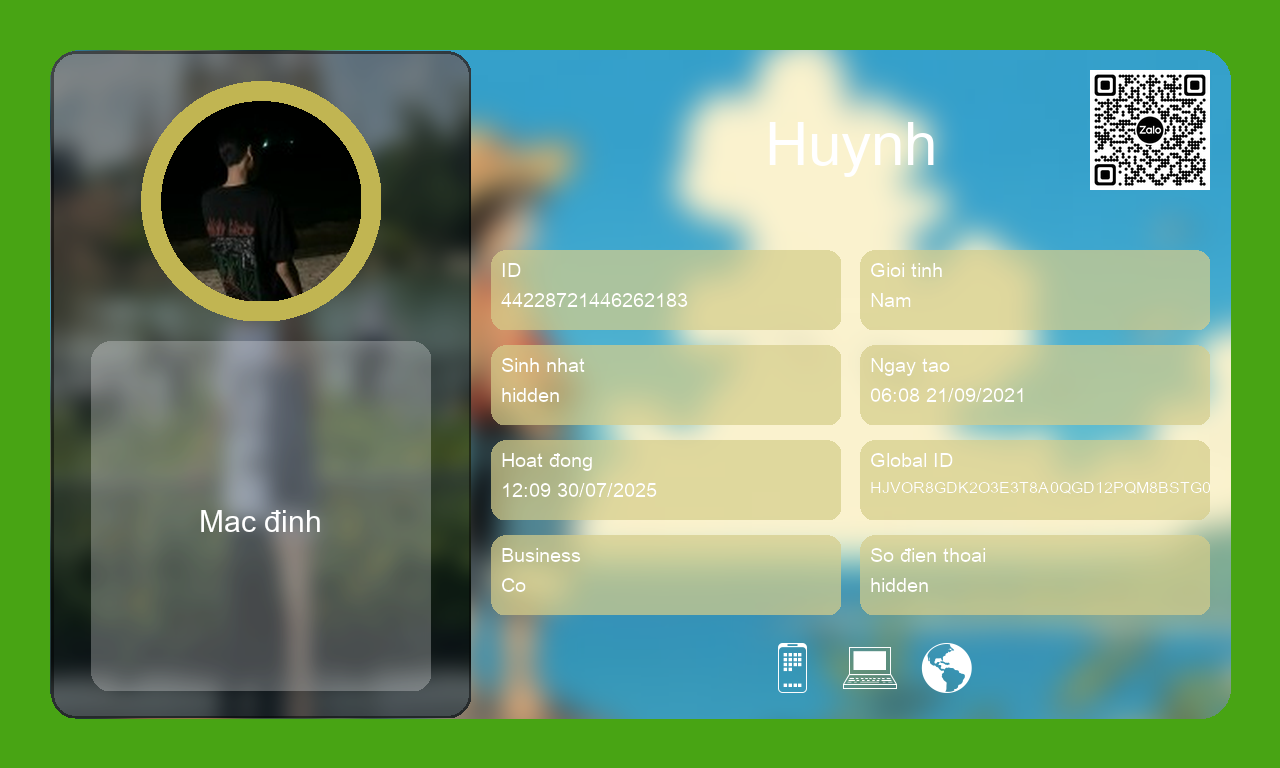 Huynh
Zalo
ID
44228721446262183
Gioi tinh
Nam
Sinh nhat
hidden
Ngay tao
06:08 21/09/2021
Hoat đong
12:09 30/07/2025
Global ID
HJVOR8GDK2O3E3T8A0QGD12PQM8BSTG0
Business
Co
So đien thoai
hidden
Mac đinh